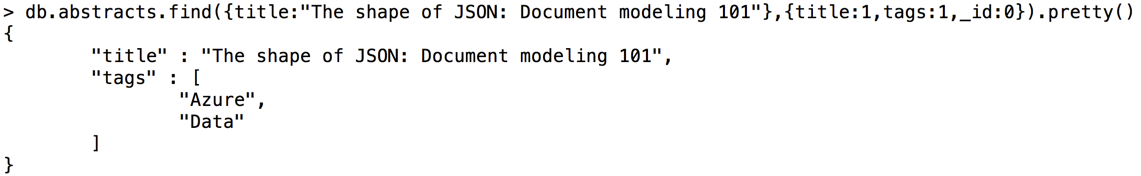 > db.abstracts.find({title:"The shape of JSON: Document modeling 101"},{title:1,tags:1,_id:0}).pretty()
{
        "title" : "The shape of JSON: Document modeling 101",
        "tags" : [
                "Azure",
                "Data"
        ]
}